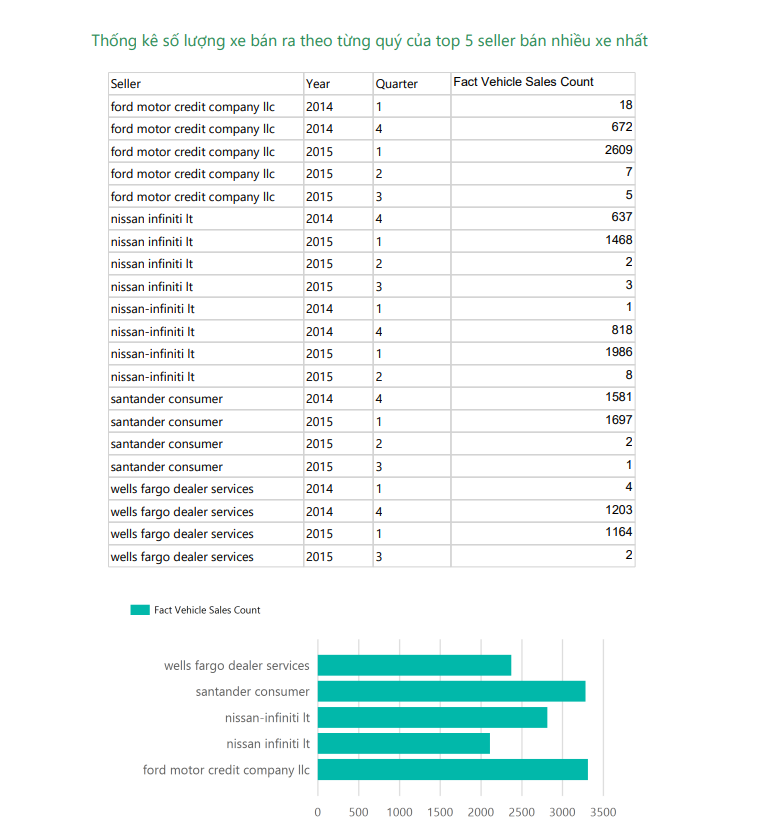 Thống kê số lượng xe bán ra theo từng quý của top 5 seller bán nhiều xe nhất
Seller Year Quarter Fact Vehicle Sales Count
ford motor credit company llc 2014 1 18
ford motor credit company llc 2014 4 672
ford motor credit company llc 2015 1 2609
ford motor credit company llc 2015 2 7
ford motor credit company llc 2015 3 5
nissan infiniti lt 2014 4 637
nissan infiniti lt 2015 1 1468
nissan infiniti lt 2015 2 2
nissan infiniti lt 2015 3 3
nissan-infiniti lt 2014 1 1
nissan-infiniti lt 2014 4 818
nissan-infiniti lt 2015 1 1986
nissan-infiniti lt 2015 2 8
santander consumer 2014 4 1581
santander consumer 2015 1 1697
santander consumer 2015 2 2
santander consumer 2015 3 1
wells fargo dealer services 2014 1 4
wells fargo dealer services 2014 4 1203
wells fargo dealer services 2015 1 1164
wells fargo dealer services 2015 3 2
Fact Vehicle Sales Count
wells fargo dealer services
santander consumer
nissan-infiniti lt
nissan infiniti lt
ford motor credit company llc
0 500 1000 1500 2000 2500 3000 3500